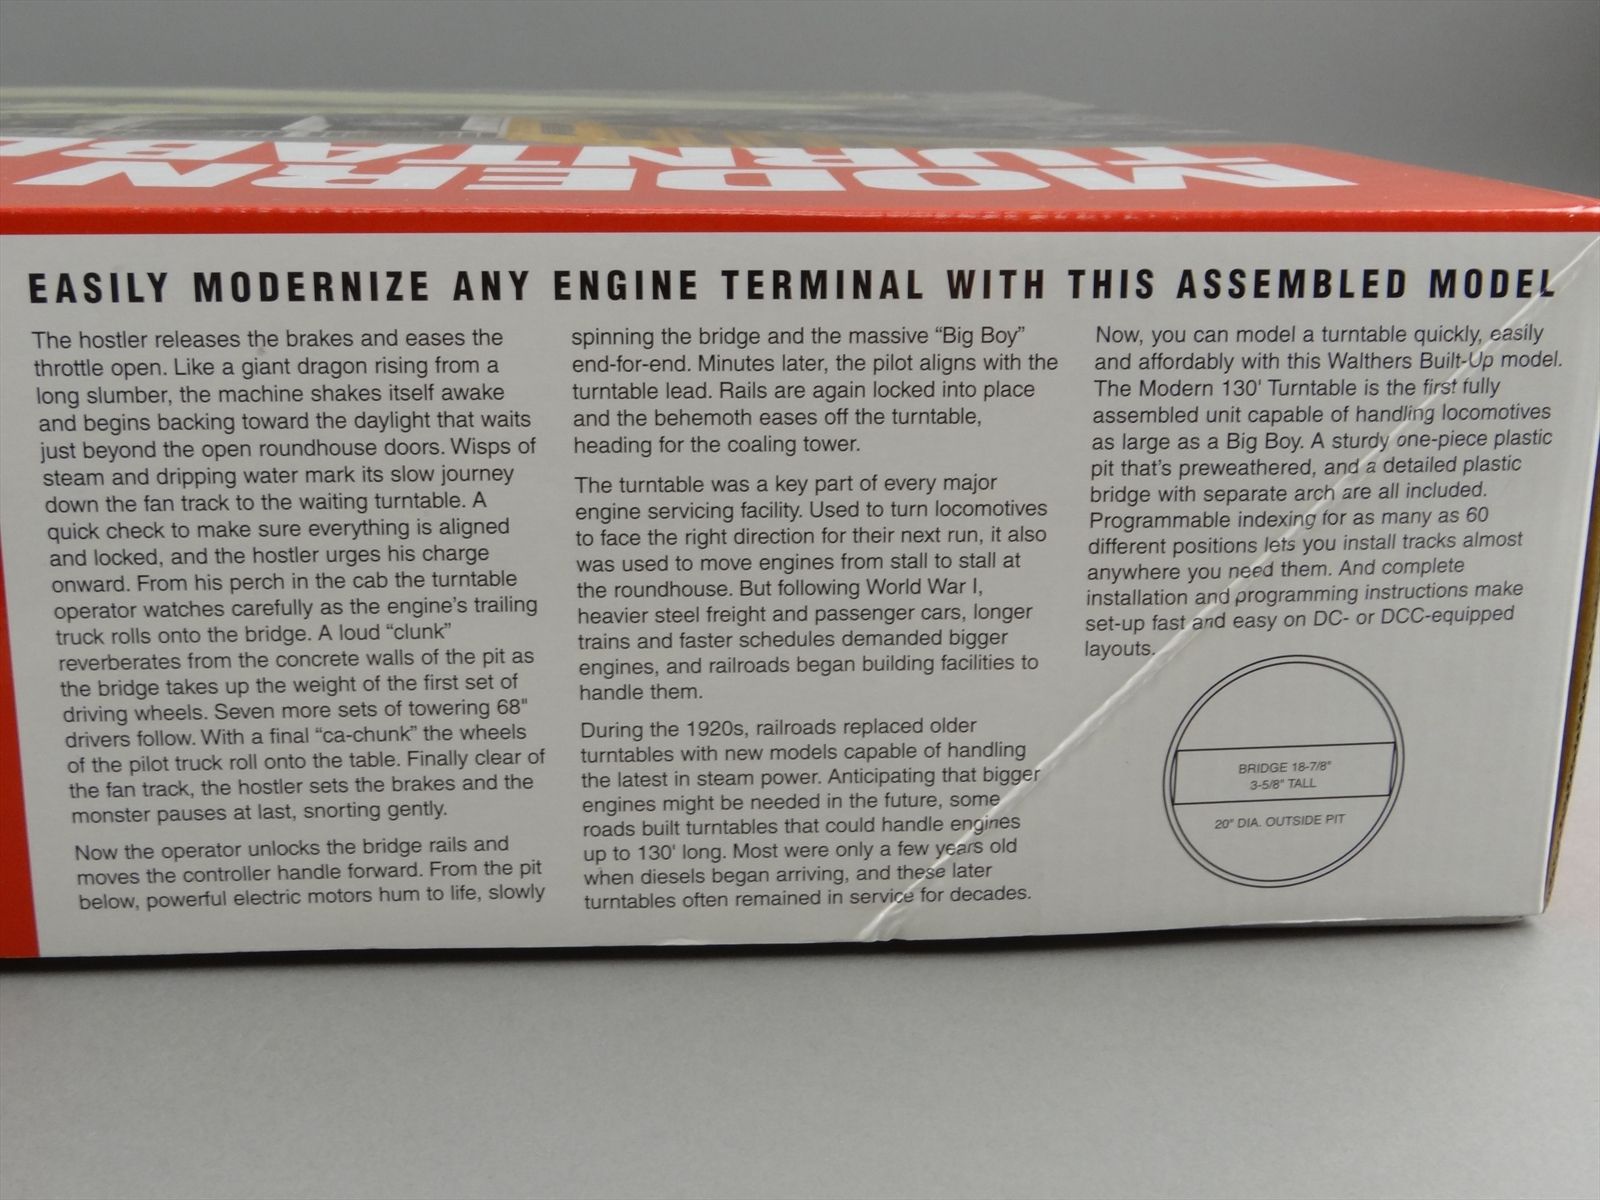 MODERN
TURNTABL
EASILY MODERNIZE ANY ENGINE TERMINAL WITH THIS ASSEMBLED MODEL
The hostler releases the brakes and eases the
throttle open. Like a giant dragon rising from a
long slumber, the machine shakes itself awake
and begins backing toward the daylight that waits
just beyond the open roundhouse doors. Wisps of
steam and dripping water mark its slow journey
down the fan track to the waiting turntable. A
quick check to make sure everything is aligned
and locked, and the hostler urges his charge
onward. From his perch in the cab the turntable
operator watches carefully as the engine's trailing
truck rolls onto the bridge. A loud “clunk”
reverberates from the concrete walls of the pit as
the bridge takes up the weight of the first set of
driving wheels. Seven more sets of towering 68"
drivers follow. With a final “ca-chunk” the wheels
of the pilot truck roll onto the table. Finally clear of
the fan track, the hostler sets the brakes and the
monster pauses at last, snorting gently.
Now the operator unlocks the bridge rails and
moves the controller handle forward. From the pit
below, powerful electric motors hum to life, slowly
spinning the bridge and the massive “Big Boy”
end-for-end. Minutes later, the pilot aligns with the
turntable lead. Rails are again locked into place
and the behemoth eases off the turntable,
heading for the coaling tower.
The turntable was a key part of every major
engine servicing facility. Used to turn locomotives
to face the right direction for their next run, it also
was used to move engines from stall to stall at
the roundhouse. But following World War I,
heavier steel freight and passenger cars, longer
trains and faster schedules demanded bigger
engines, and railroads began building facilities to
handle them.
During the 1920s, railroads replaced older
turntables with new models capable of handling
the latest in steam power. Anticipating that bigger
engines might be needed in the future, some
roads built turntables that could handle engines
up to 130' long. Most were only a few years old
when diesels began arriving, and these later
turntables often remained in service for decades.
Now, you can model a turntable quickly, easily
and affordably with this Walthers Built-Up model.
The Modern 130' Turntable is the first fully
assembled unit capable of handling locomotives
as large as a Big Boy. A sturdy one-piece plastic
pit that's preweathered, and a detailed plastic
bridge with separate arch are all included.
Programmable indexing for as many as 60
different positions lets you install tracks almost
anywhere you need them. And complete
installation and programming instructions make
set-up fast and easy on DC- or DCC-equipped
layouts.
BRIDGE 18-7/8"
3-5/8" TALL
20" DIA. OUTSIDE PIT